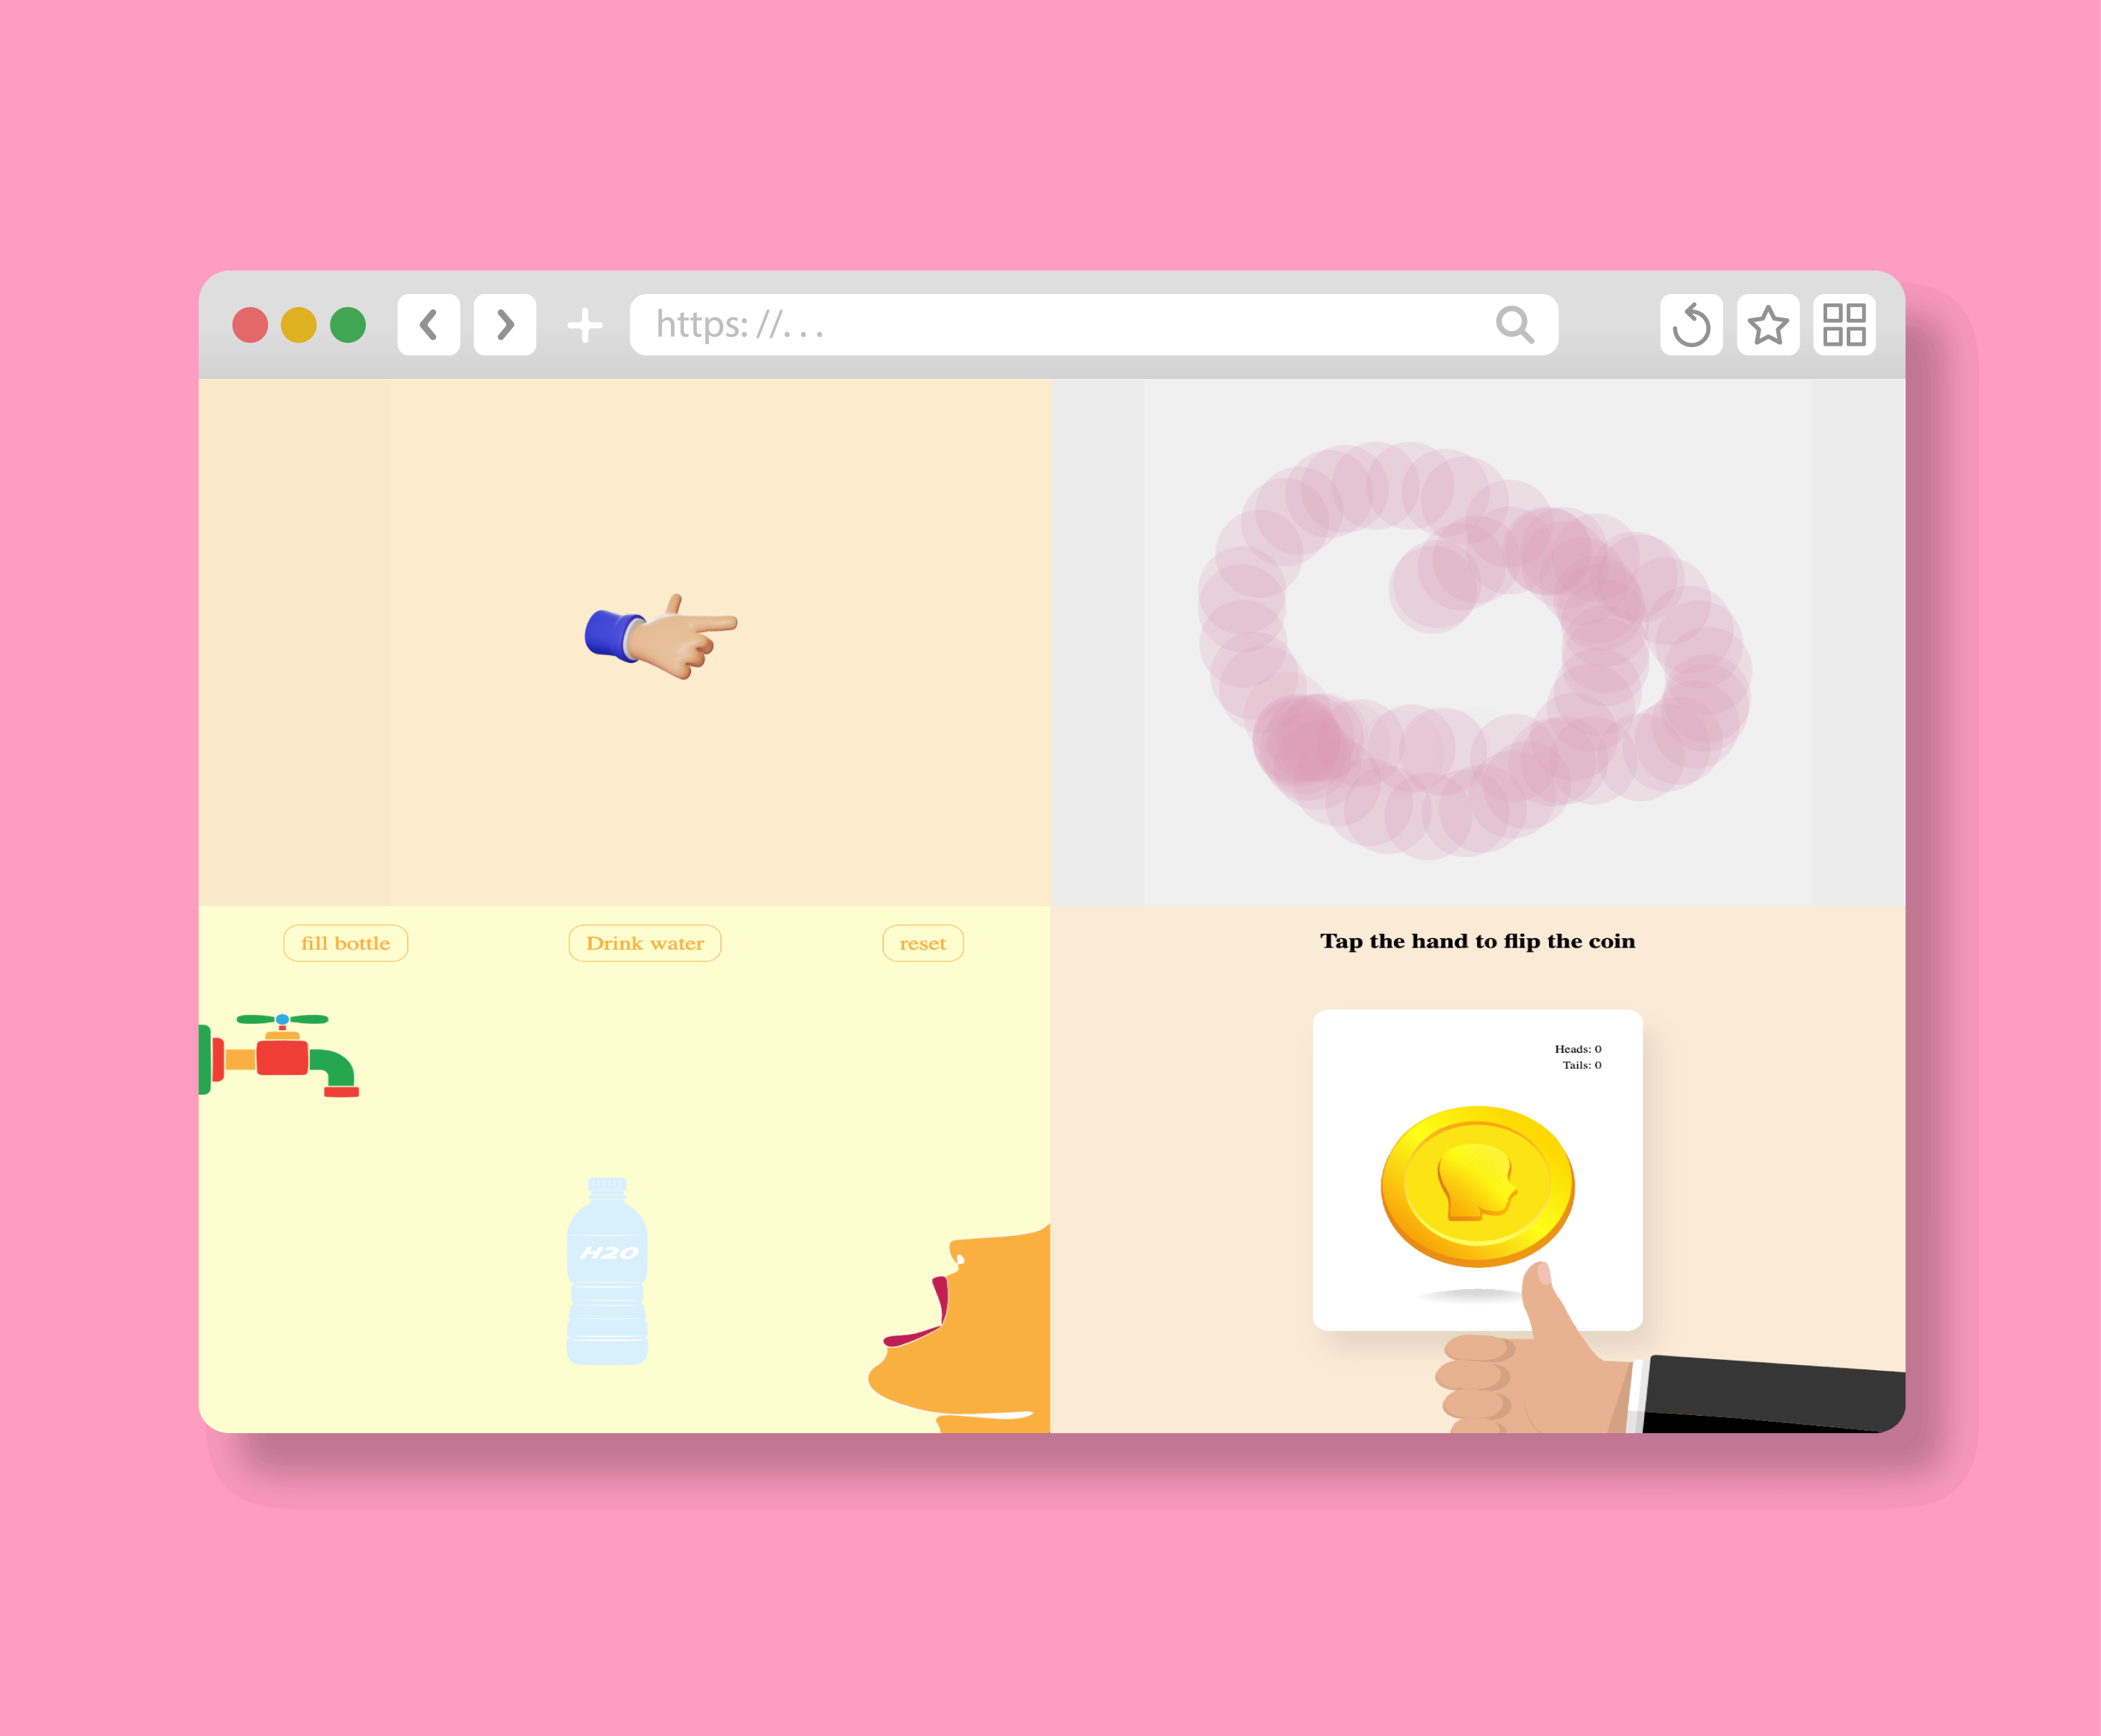 https: //. . .
fill bottle
Drink water
reset
Tap the hand to flip the coin
Heads: 0
Tails: 0
H2O